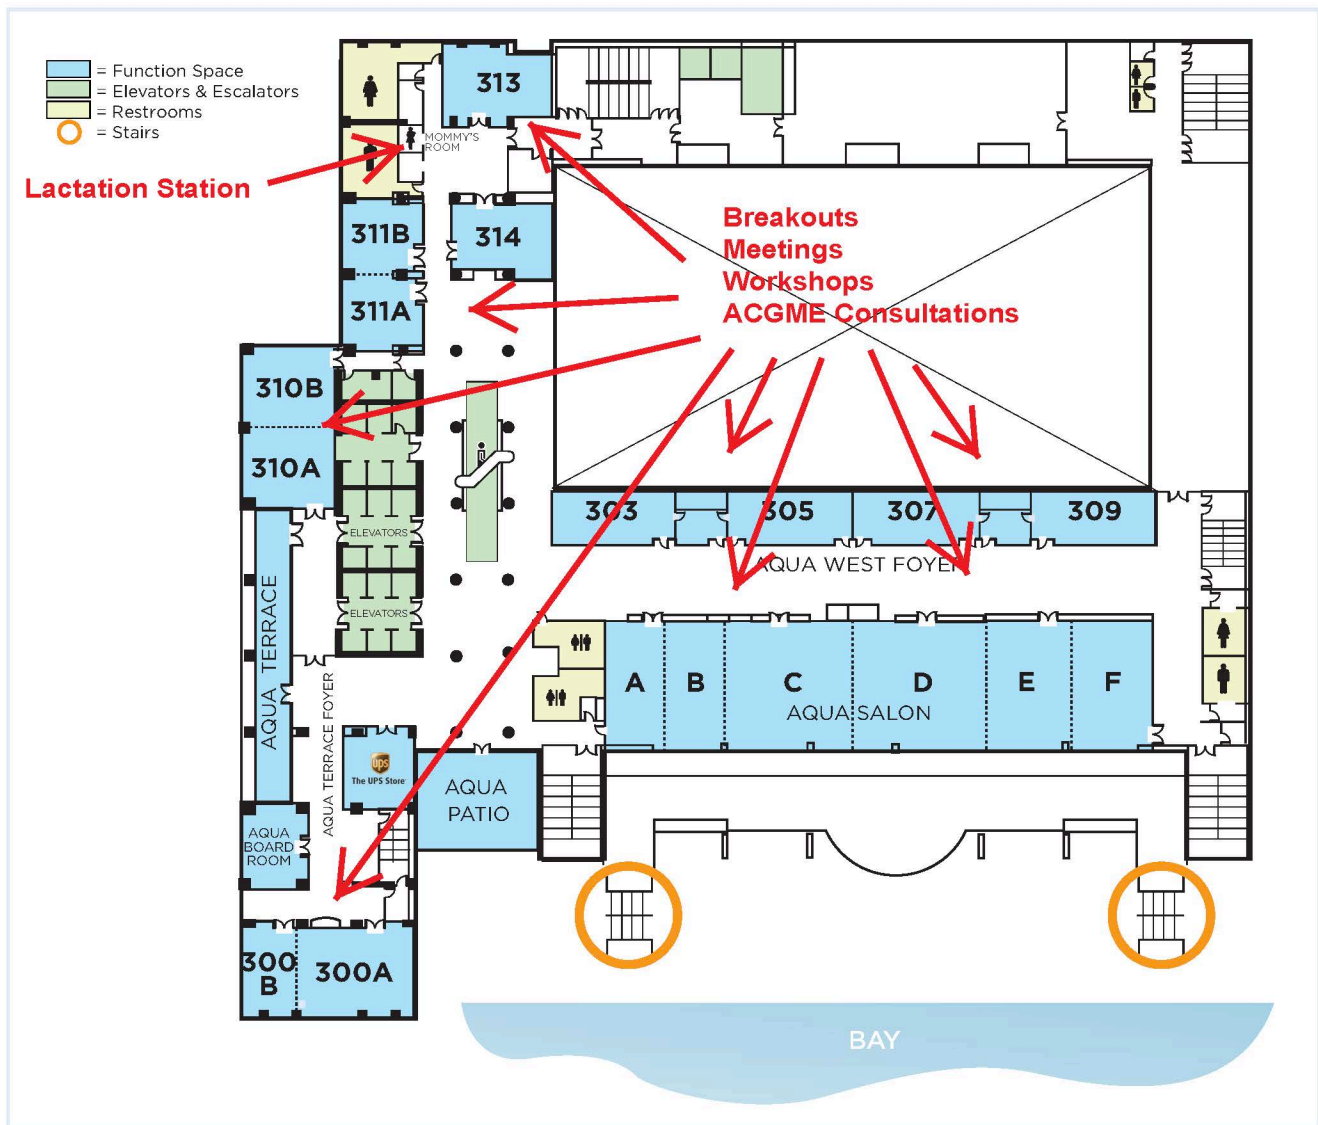 = Function Space
= Elevators & Escalators
= Restrooms
= Stairs
313
MOMMY'S
ROOM
Lactation Station
311B
314
311A
Breakouts
Meetings
Workshops
ACGME Consultations
310B
310A
ELEVATORS
ELEVATORS
303
305
307
309
AQUA WEST FOYER
AQUA TERRACE
AQUA TERRACE FOYER
A
B
C
D
E
F
AQUA SALON
ups
The UPS Store
AQUA
PATIO
AQUA
BOARD
ROOM
300
B
300A
BAY